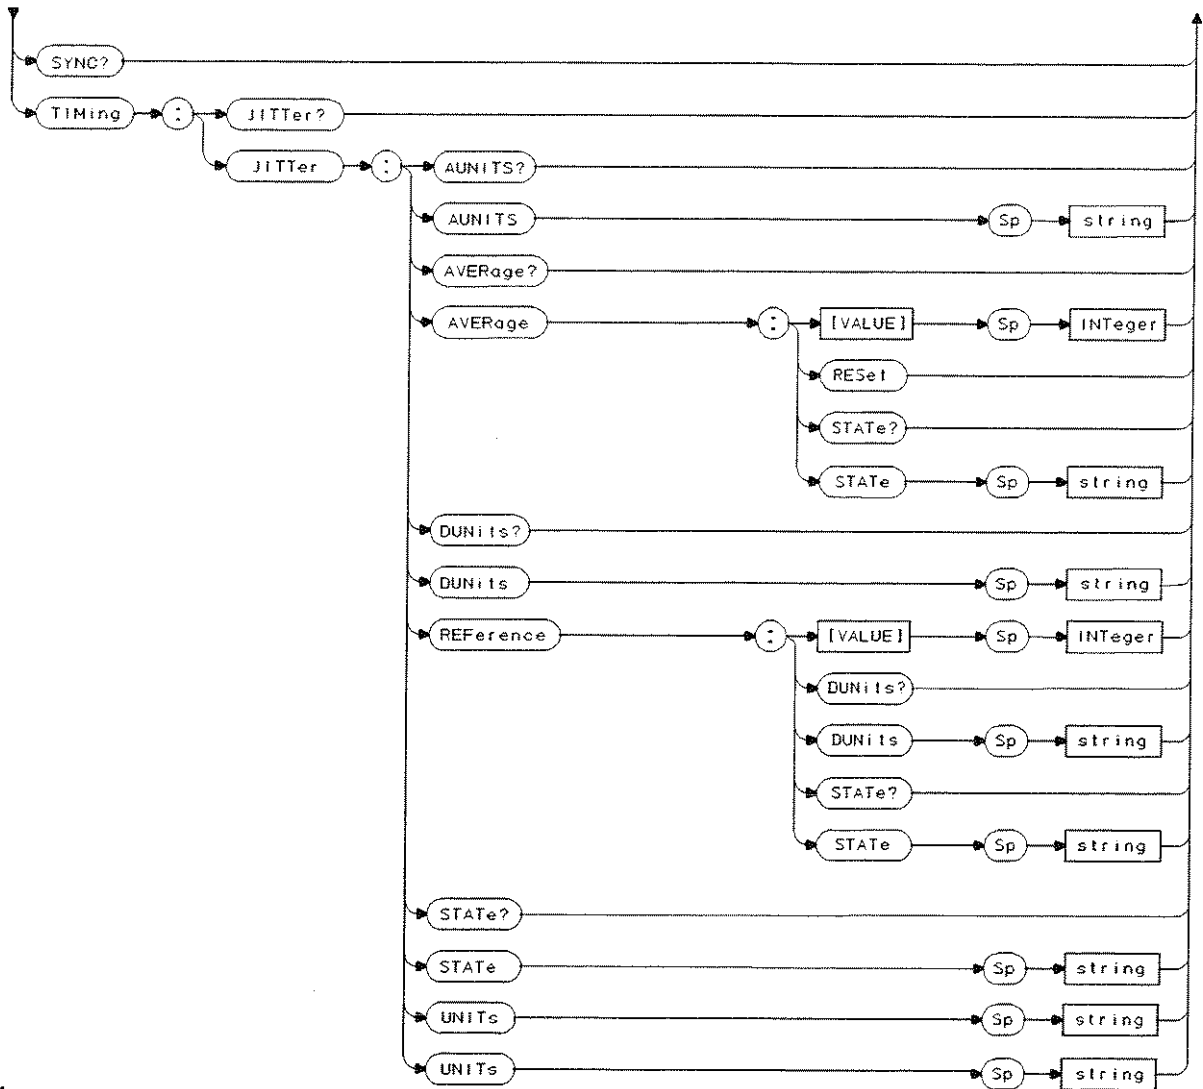 SYNC?
TIMing : JITTer?
JITTer : AUNITS?
AUNITS Sp string
AVERage?
AVERage : [VALUE] Sp INTeger
RESet
STATe?
STATe Sp string
DUNits?
DUNits Sp string
REFerence : [VALUE] Sp INTeger
DUNits?
DUNits Sp string
STATe?
STATe Sp string
STATe?
STATe Sp string
UNITs Sp string
UNITs Sp string